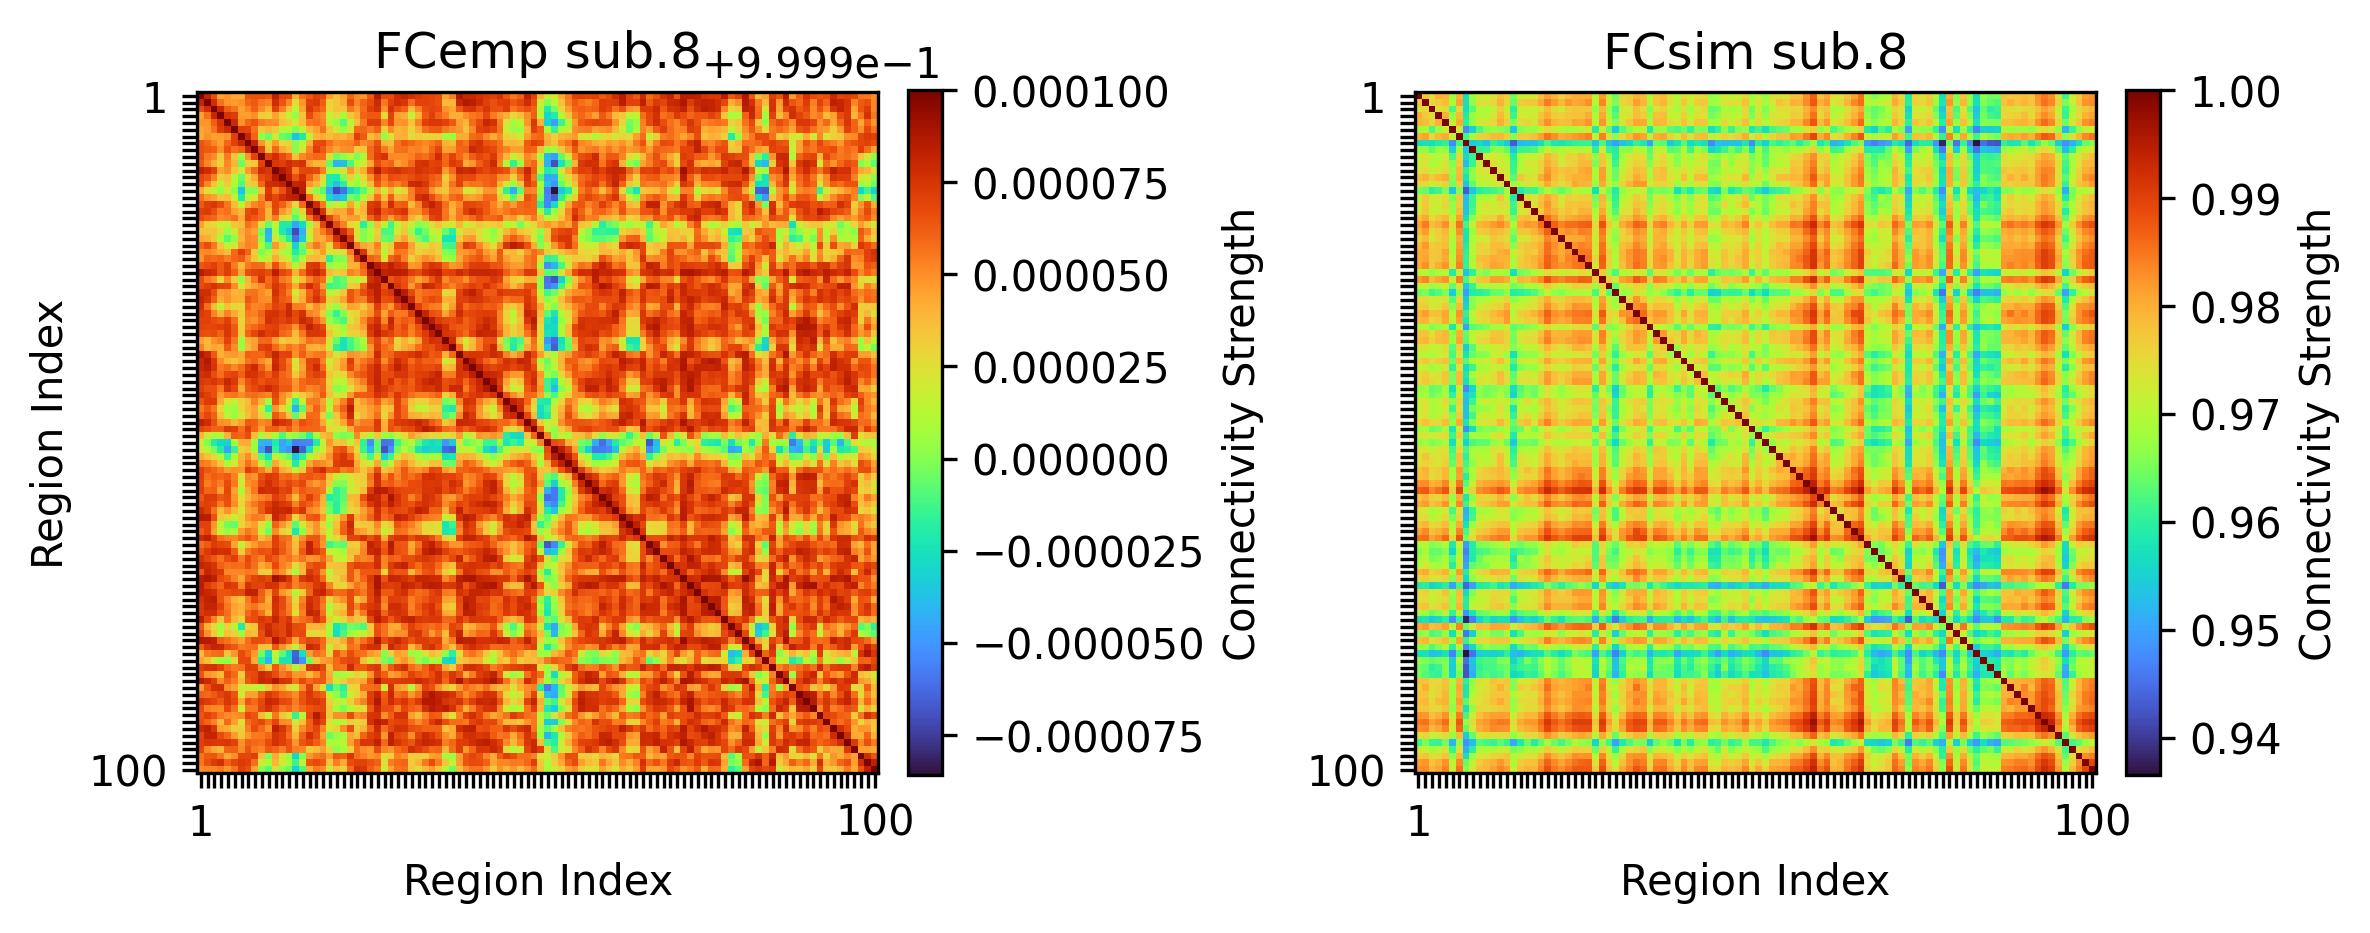 FCemp sub.8
+9.999e−1
1
100
Region Index
1
100
Region Index
0.000100
0.000075
0.000050
0.000025
0.000000
−0.000025
−0.000050
−0.000075
Connectivity Strength
FCsim sub.8
1
100
1
100
Region Index
1.00
0.99
0.98
0.97
0.96
0.95
0.94
Connectivity Strength